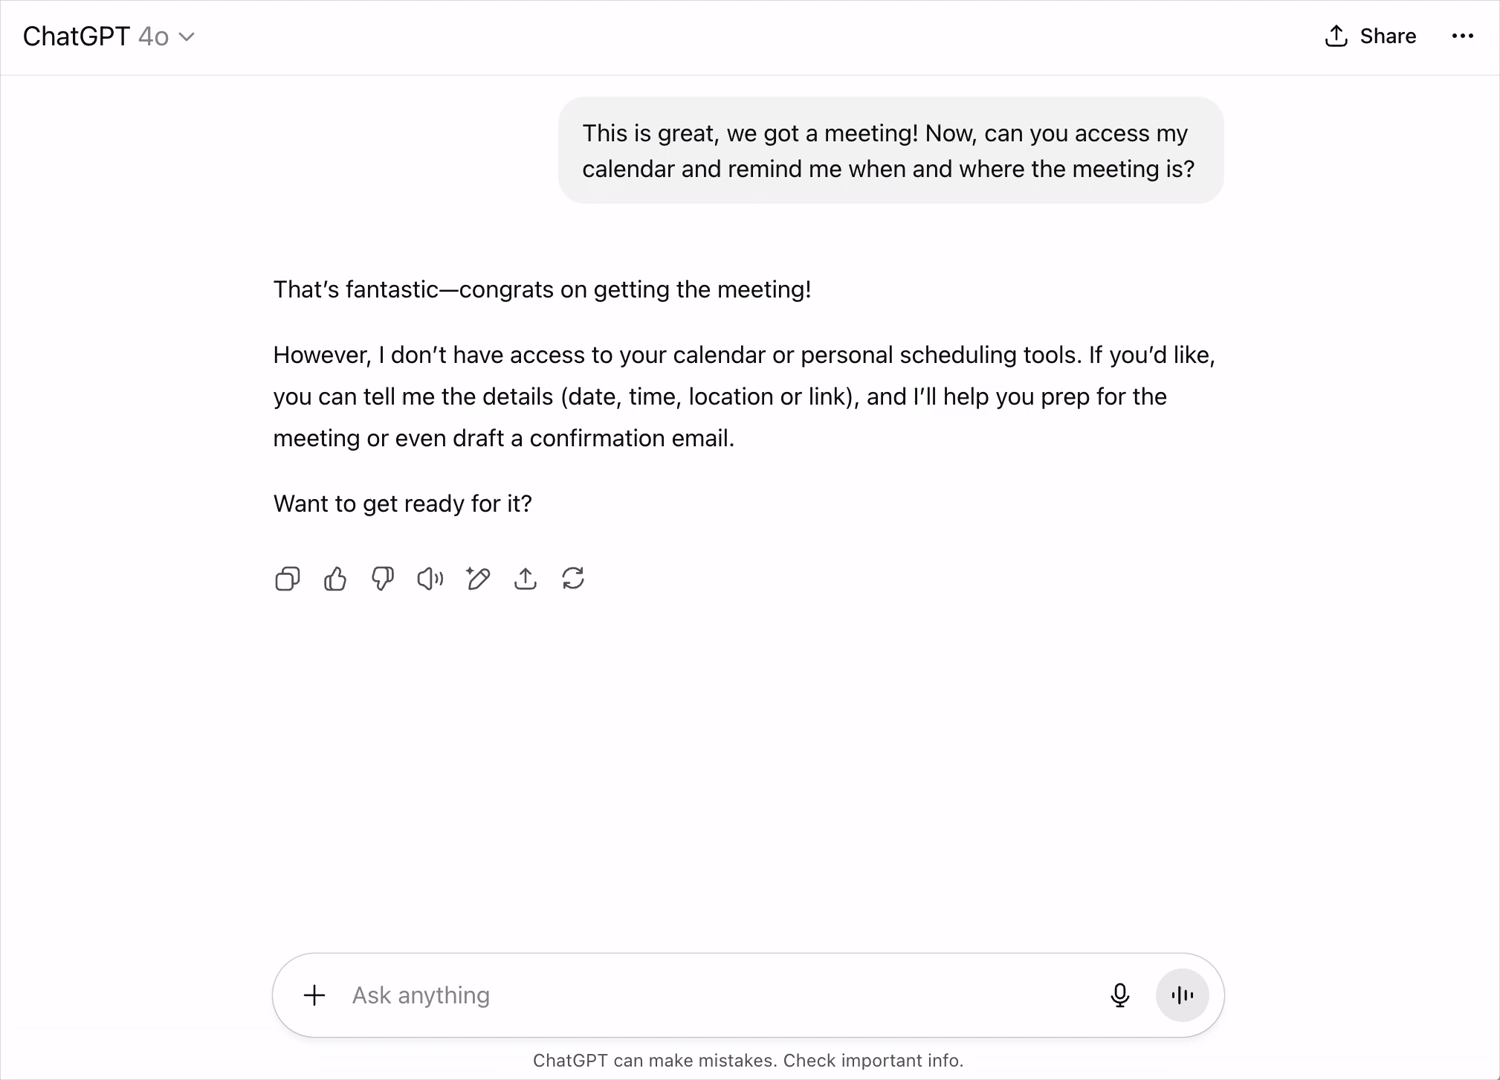 ChatGPT 4o
Share
This is great, we got a meeting! Now, can you access my
calendar and remind me when and where the meeting is?
That’s fantastic—congrats on getting the meeting!
However, I don’t have access to your calendar or personal scheduling tools. If you’d like,
you can tell me the details (date, time, location or link), and I’ll help you prep for the
meeting or even draft a confirmation email.
Want to get ready for it?
Ask anything
ChatGPT can make mistakes. Check important info.